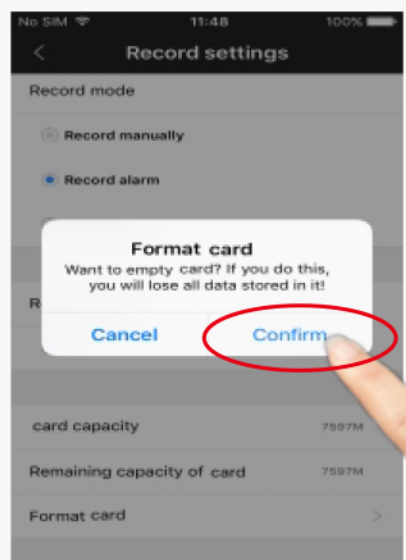 No SIM 11:48 100%
< Record settings
Record mode
Record manually
Record alarm
Format card
Want to empty card? If you do this,
you will lose all data stored in it!
R
Cancel Confirm
card capacity 7597M
Remaining capacity of card 7597M
Format card >